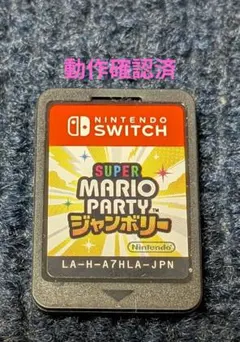 動作確認済
NINTENDO
SWITCH
SUPER
MARIO
PARTY™
ジャンボリー
Nintendo
LA-H-A7HLA-JPN